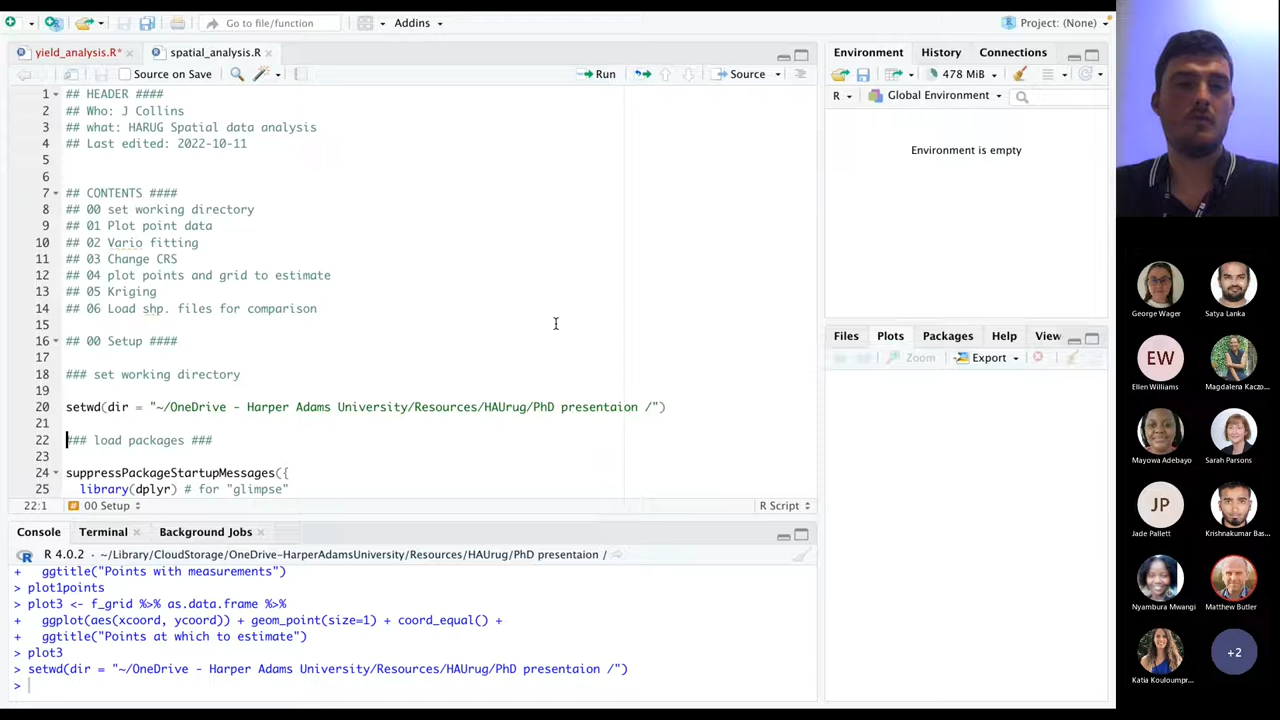 Go to file/function
Addins
Project: (None)
yield_analysis.R*
spatial_analysis.R
Source on Save
Run
Source
1 ## HEADER ####
2 ## Who: J Collins
3 ## what: HARUG Spatial data analysis
4 ## Last edited: 2022-10-11
5
6
7 ## CONTENTS ####
8 ## 00 set working directory
9 ## 01 Plot point data
10 ## 02 Vario fitting
11 ## 03 Change CRS
12 ## 04 plot points and grid to estimate
13 ## 05 Kriging
14 ## 06 Load shp. files for comparison
15
16 ## 00 Setup ####
17
18 ### set working directory
19
20 setwd(dir = "~/OneDrive - Harper Adams University/Resources/HAUrug/PhD presentaion /")
21
22 ### load packages ###
23
24 suppressPackageStartupMessages({
25 library(dplyr) # for "glimpse"
22:1 # 00 Setup
R Script
Console Terminal Background Jobs
R 4.0.2 · ~/Library/CloudStorage/OneDrive-HarperAdamsUniversity/Resources/HAUrug/PhD presentaion /
+ ggtitle("Points with measurements")
> plot1points
> plot3 <- f_grid %>% as.data.frame %>%
+ ggplot(aes(xcoord, ycoord)) + geom_point(size=1) + coord_equal() +
+ ggtitle("Points at which to estimate")
> plot3
> setwd(dir = "~/OneDrive - Harper Adams University/Resources/HAUrug/PhD presentaion /")
>
Environment History Connections
478 MiB
R
Global Environment
Environment is empty
Files Plots Packages Help View
Zoom
Export
George Wager
Satya Lanka
EW
Ellen Williams
Magdalena Kaczo...
Mayowa Adebayo
Sarah Parsons
JP
Jade Pallett
Krishnakumar Bas...
Nyambura Mwangi
Matthew Butler
Katia Kouloumpr...
+2